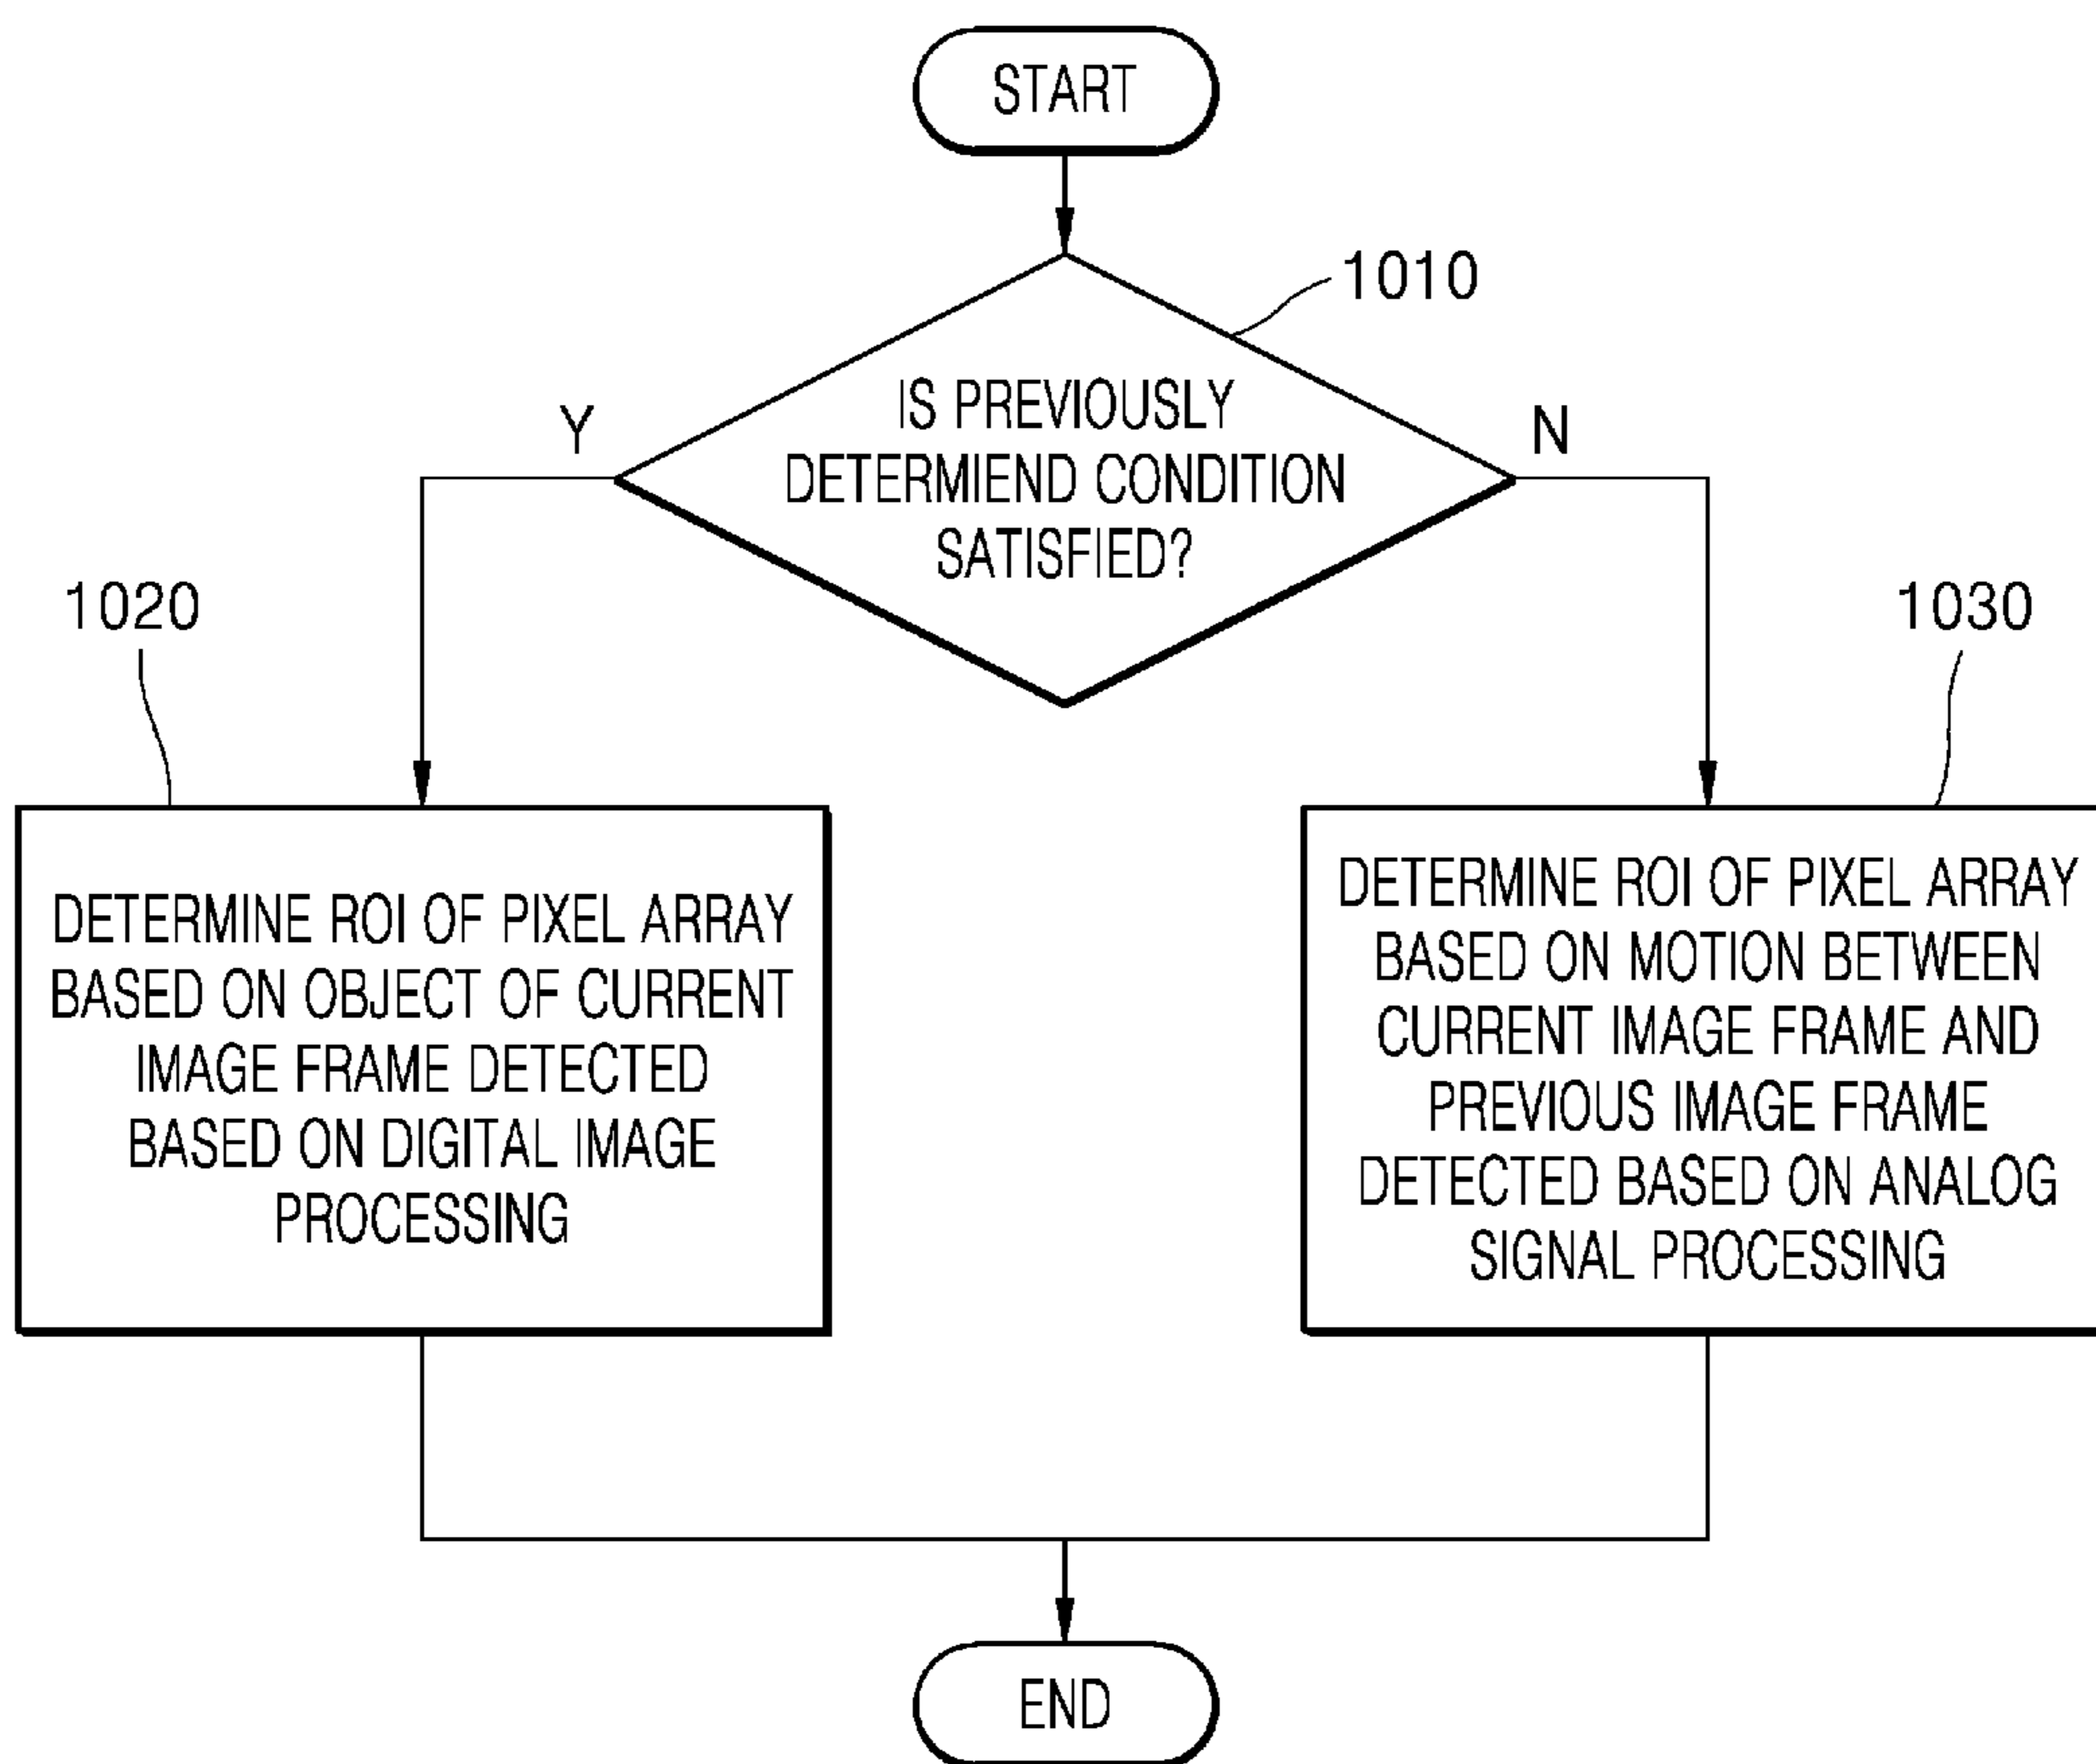 START
1010
IS PREVIOUSLY
DETERMIEND CONDITION
SATISFIED?
Y
N
1020
DETERMINE ROI OF PIXEL ARRAY
BASED ON OBJECT OF CURRENT
IMAGE FRAME DETECTED
BASED ON DIGITAL IMAGE
PROCESSING
1030
DETERMINE ROI OF PIXEL ARRAY
BASED ON MOTION BETWEEN
CURRENT IMAGE FRAME AND
PREVIOUS IMAGE FRAME
DETECTED BASED ON ANALOG
SIGNAL PROCESSING
END